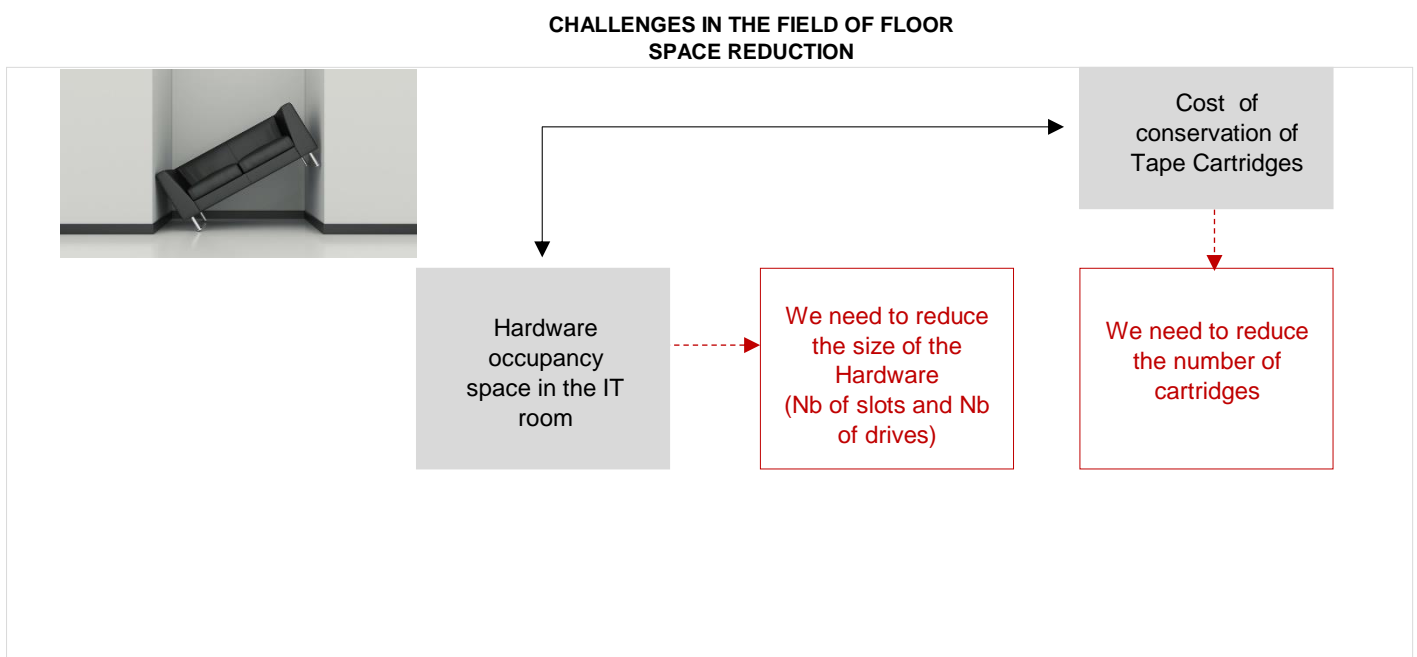 CHALLENGES IN THE FIELD OF FLOOR
SPACE REDUCTION
Cost of
conservation of
Tape Cartridges
Hardware
occupancy
space in the IT
room
We need to reduce
the size of the
Hardware
(Nb of slots and Nb
of drives)
We need to reduce
the number of
cartridges